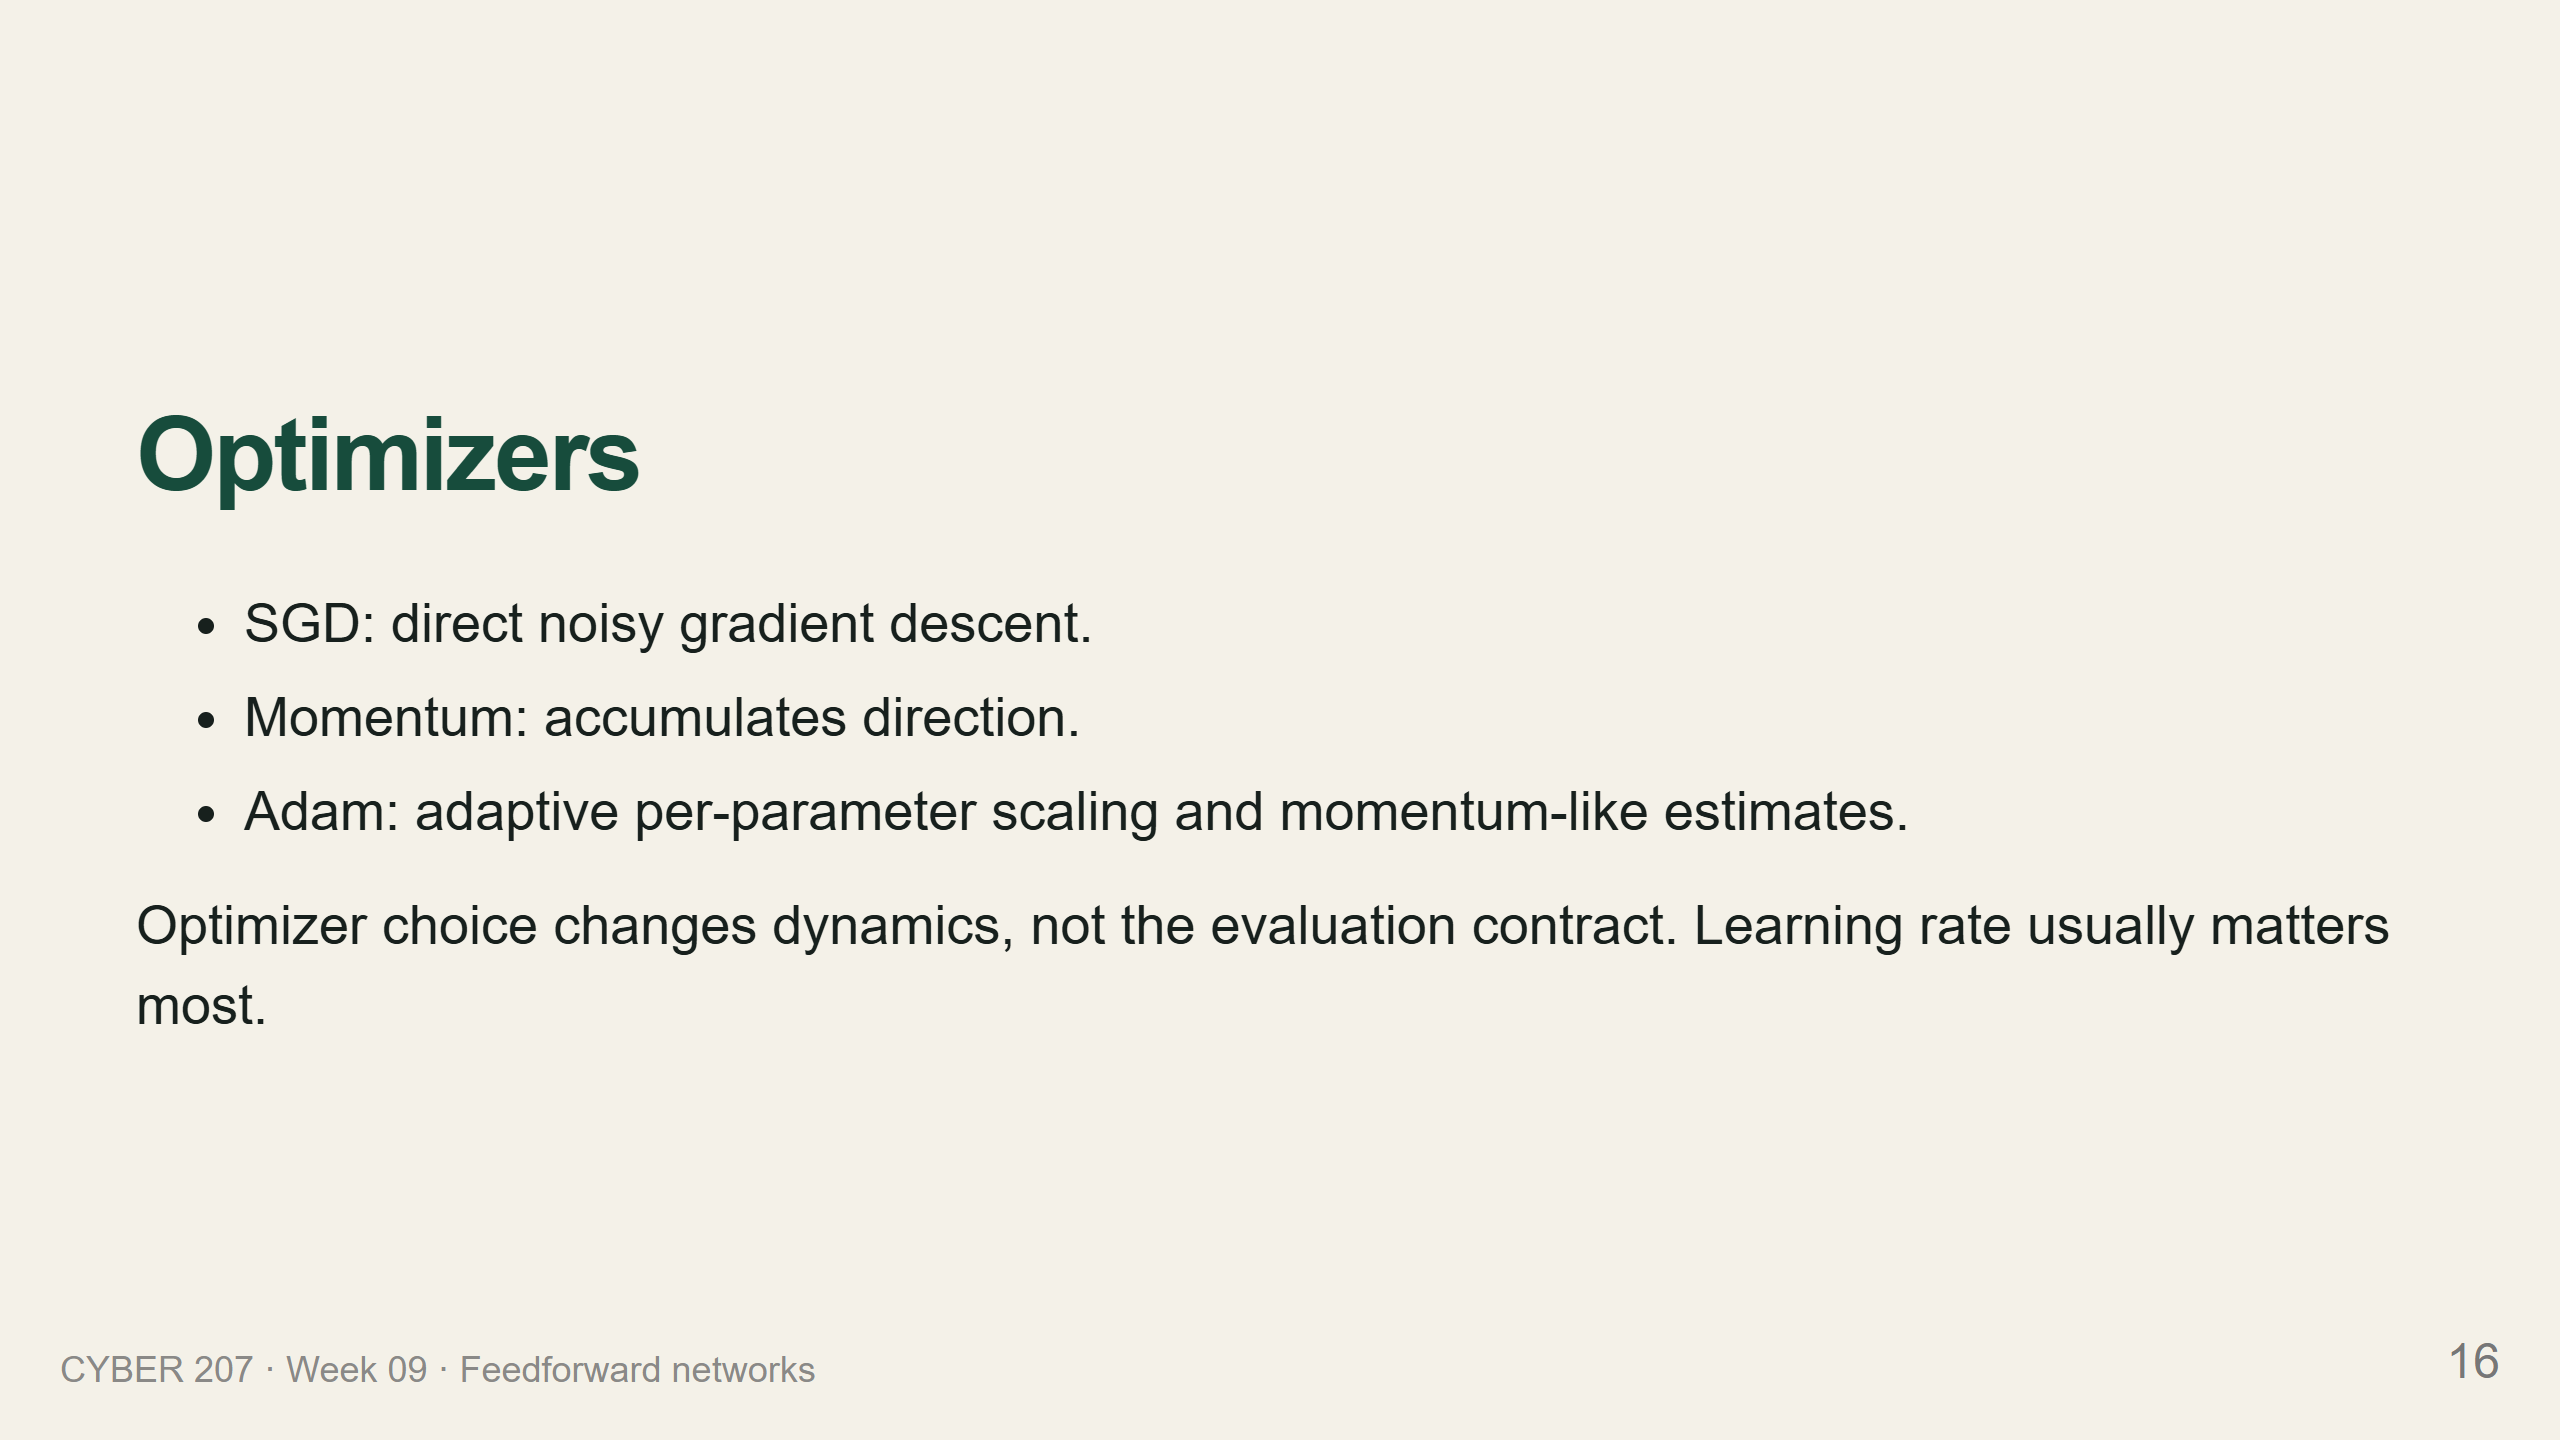 Optimizers
• SGD: direct noisy gradient descent.
• Momentum: accumulates direction.
• Adam: adaptive per-parameter scaling and momentum-like estimates.
Optimizer choice changes dynamics, not the evaluation contract. Learning rate usually matters
most.
CYBER 207 · Week 09 · Feedforward networks
16